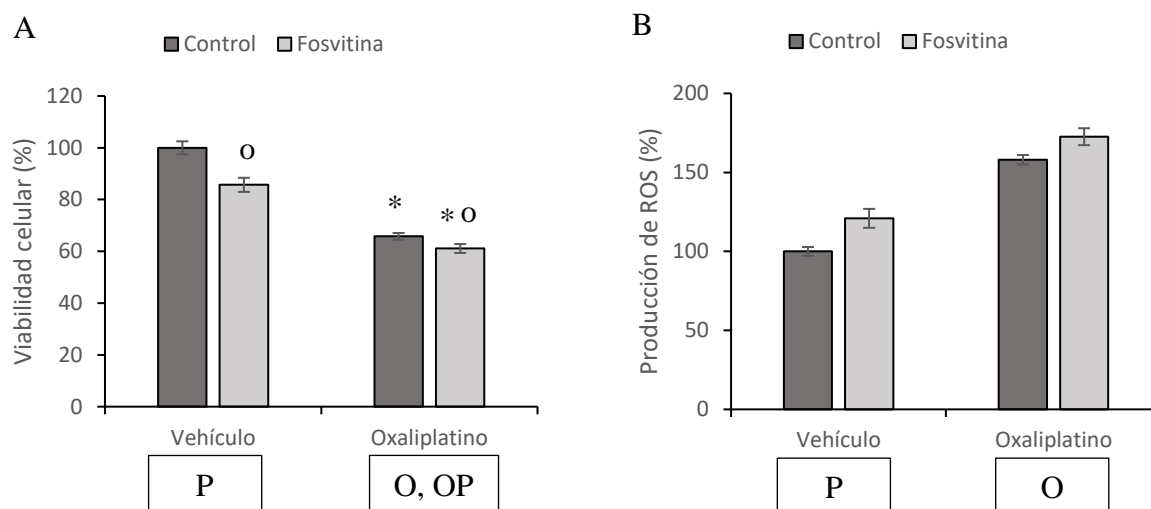 A
Control Fosvitina
Viabilidad celular (%)
120
100
80
60
40
20
0
o
*
* o
Vehículo Oxaliplatino
P O, OP
B
Control Fosvitina
Producción de ROS (%)
200
150
100
50
0
Vehículo Oxaliplatino
P O